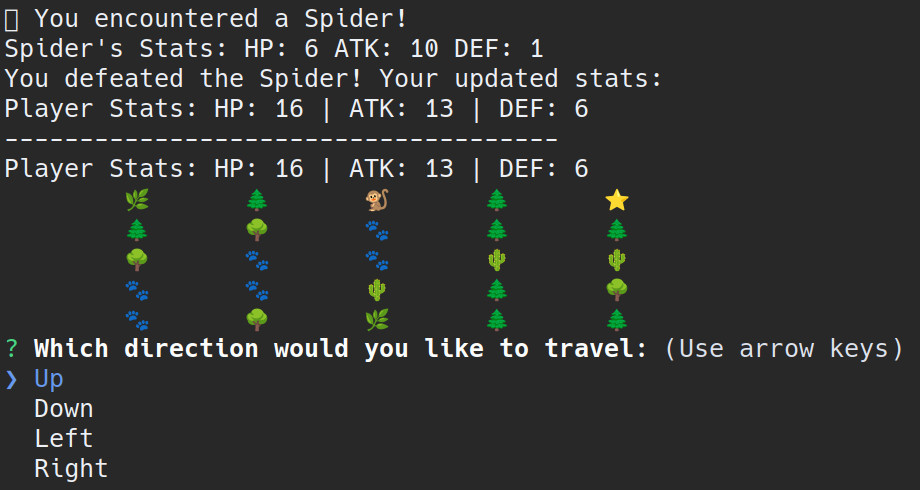 You encountered a Spider!
Spider's Stats: HP: 6 ATK: 10 DEF: 1
You defeated the Spider! Your updated stats:
Player Stats: HP: 16 | ATK: 13 | DEF: 6
-------------------------------------
Player Stats: HP: 16 | ATK: 13 | DEF: 6
? Which direction would you like to travel: (Use arrow keys)
❯ Up
Down
Left
Right